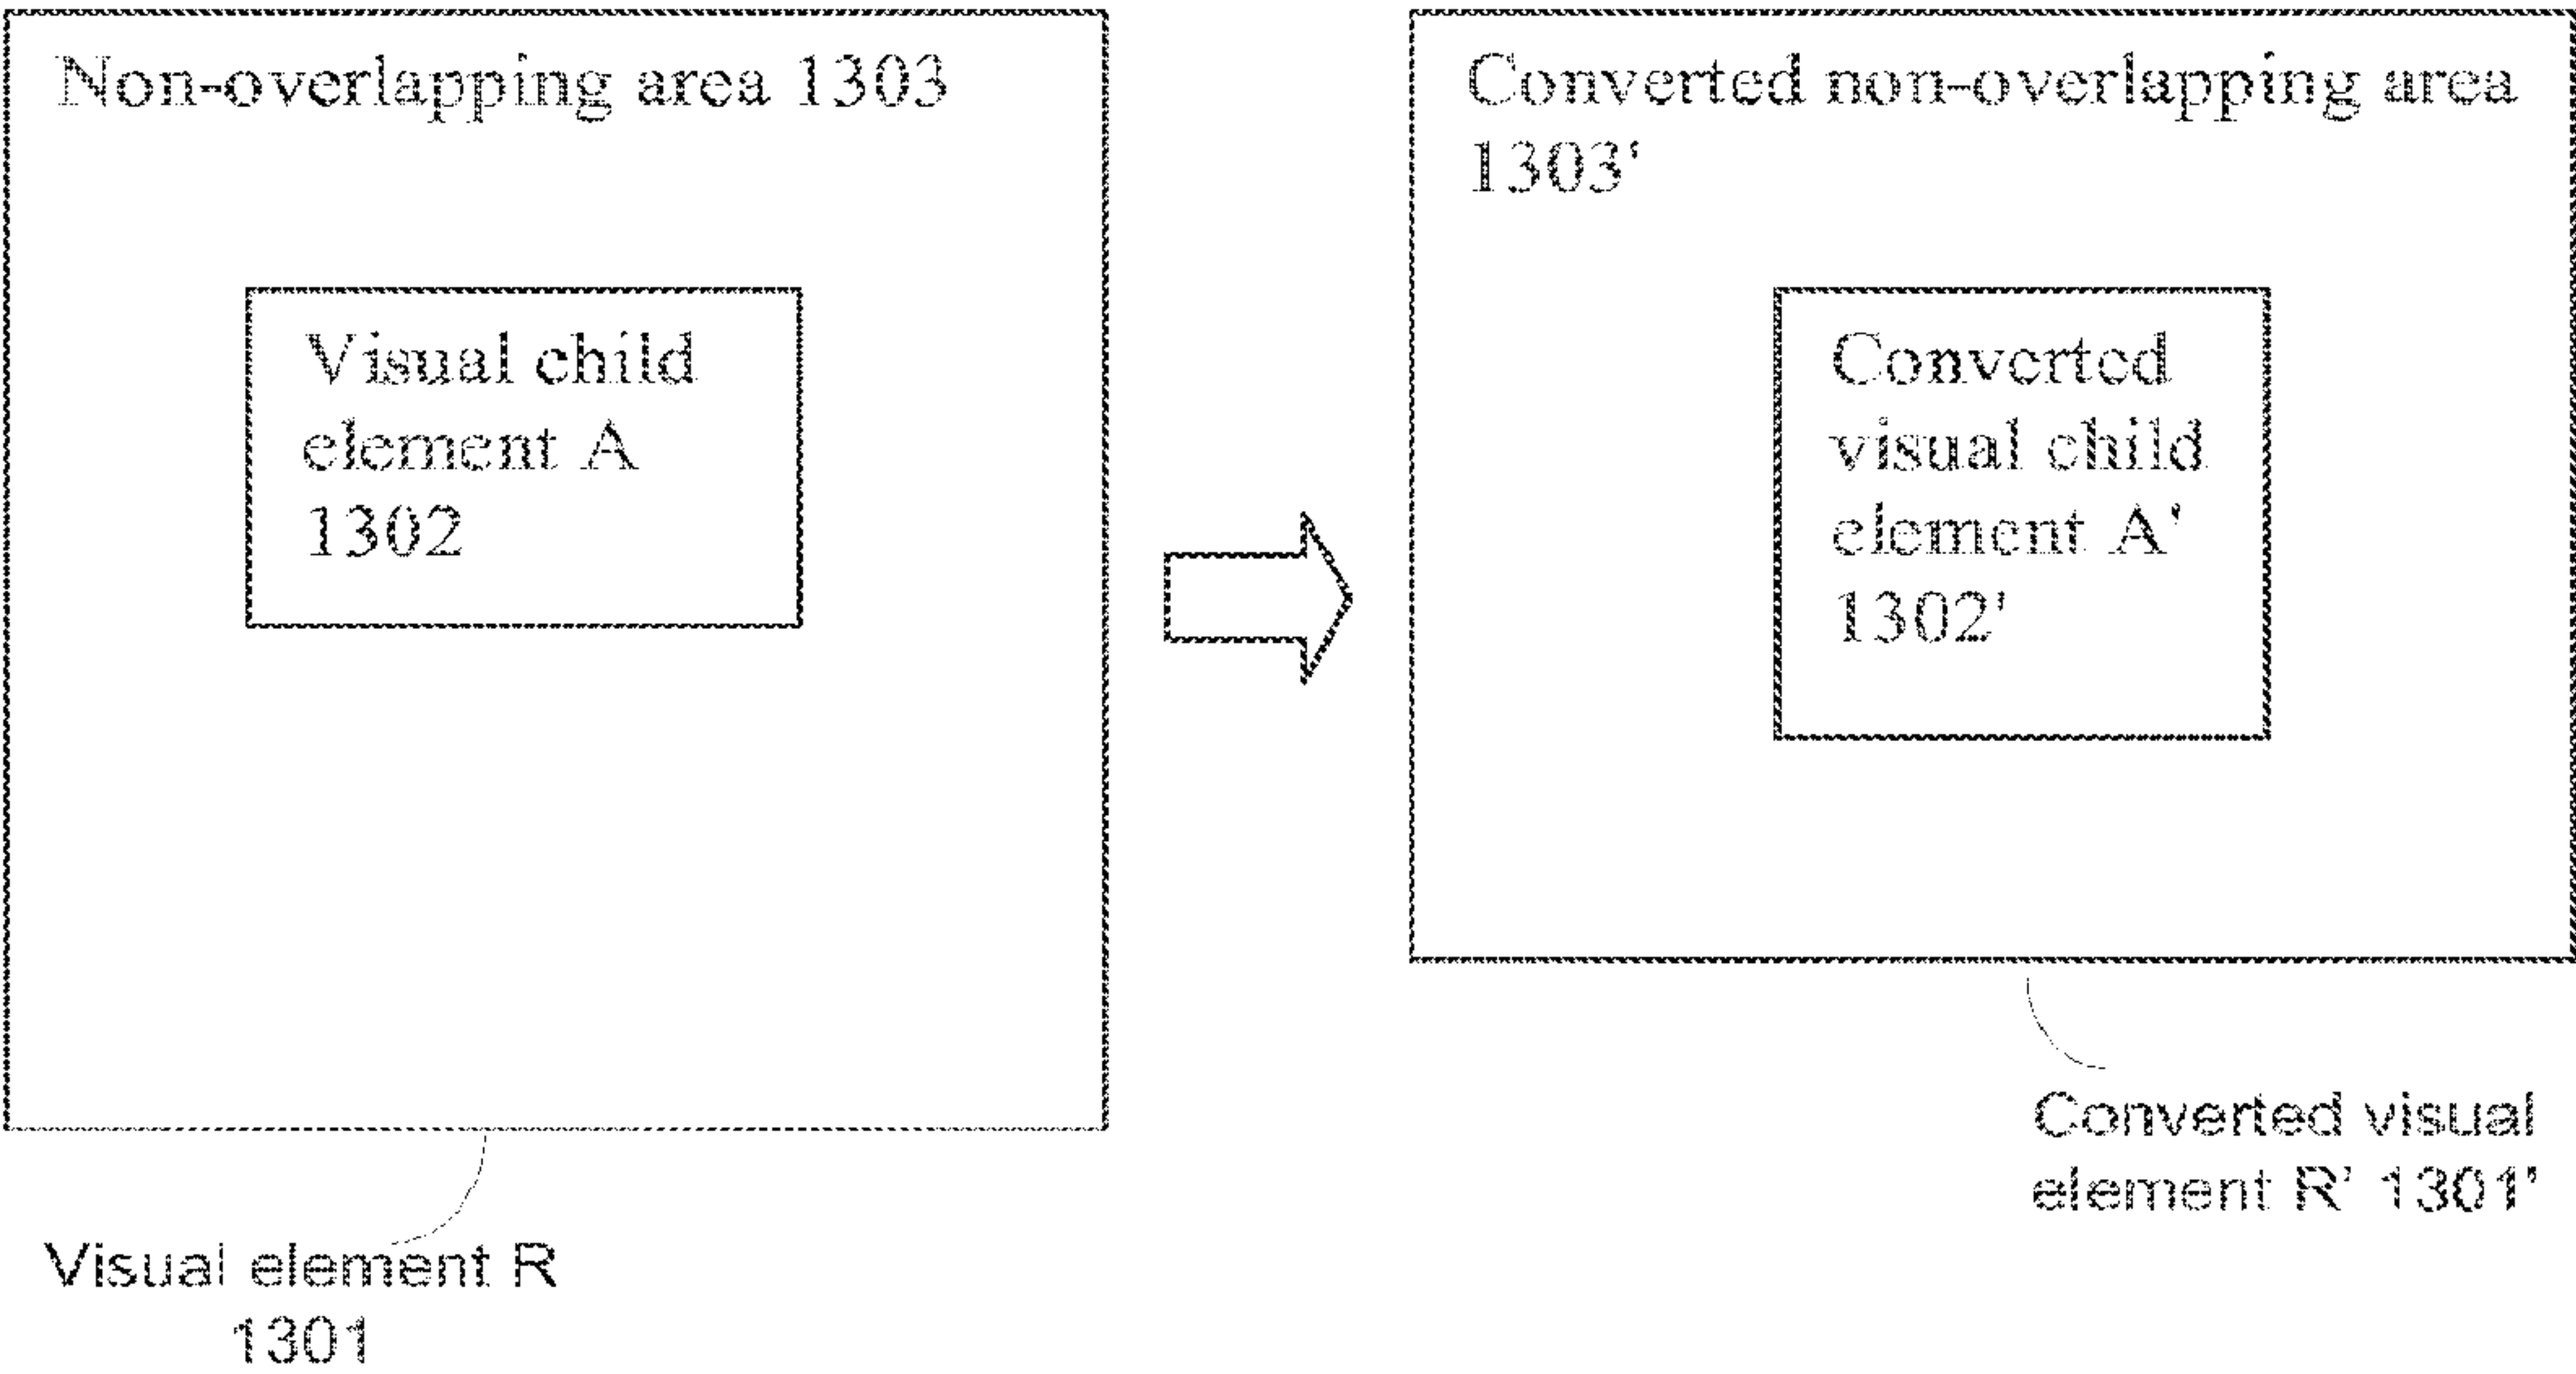 Non-overlapping area 1303
Visual child
element A
1302
Visual element R
1301
Converted non-overlapping area
1303'
Converted
visual child
element A'
1302'
Converted visual
element R’ 1301’